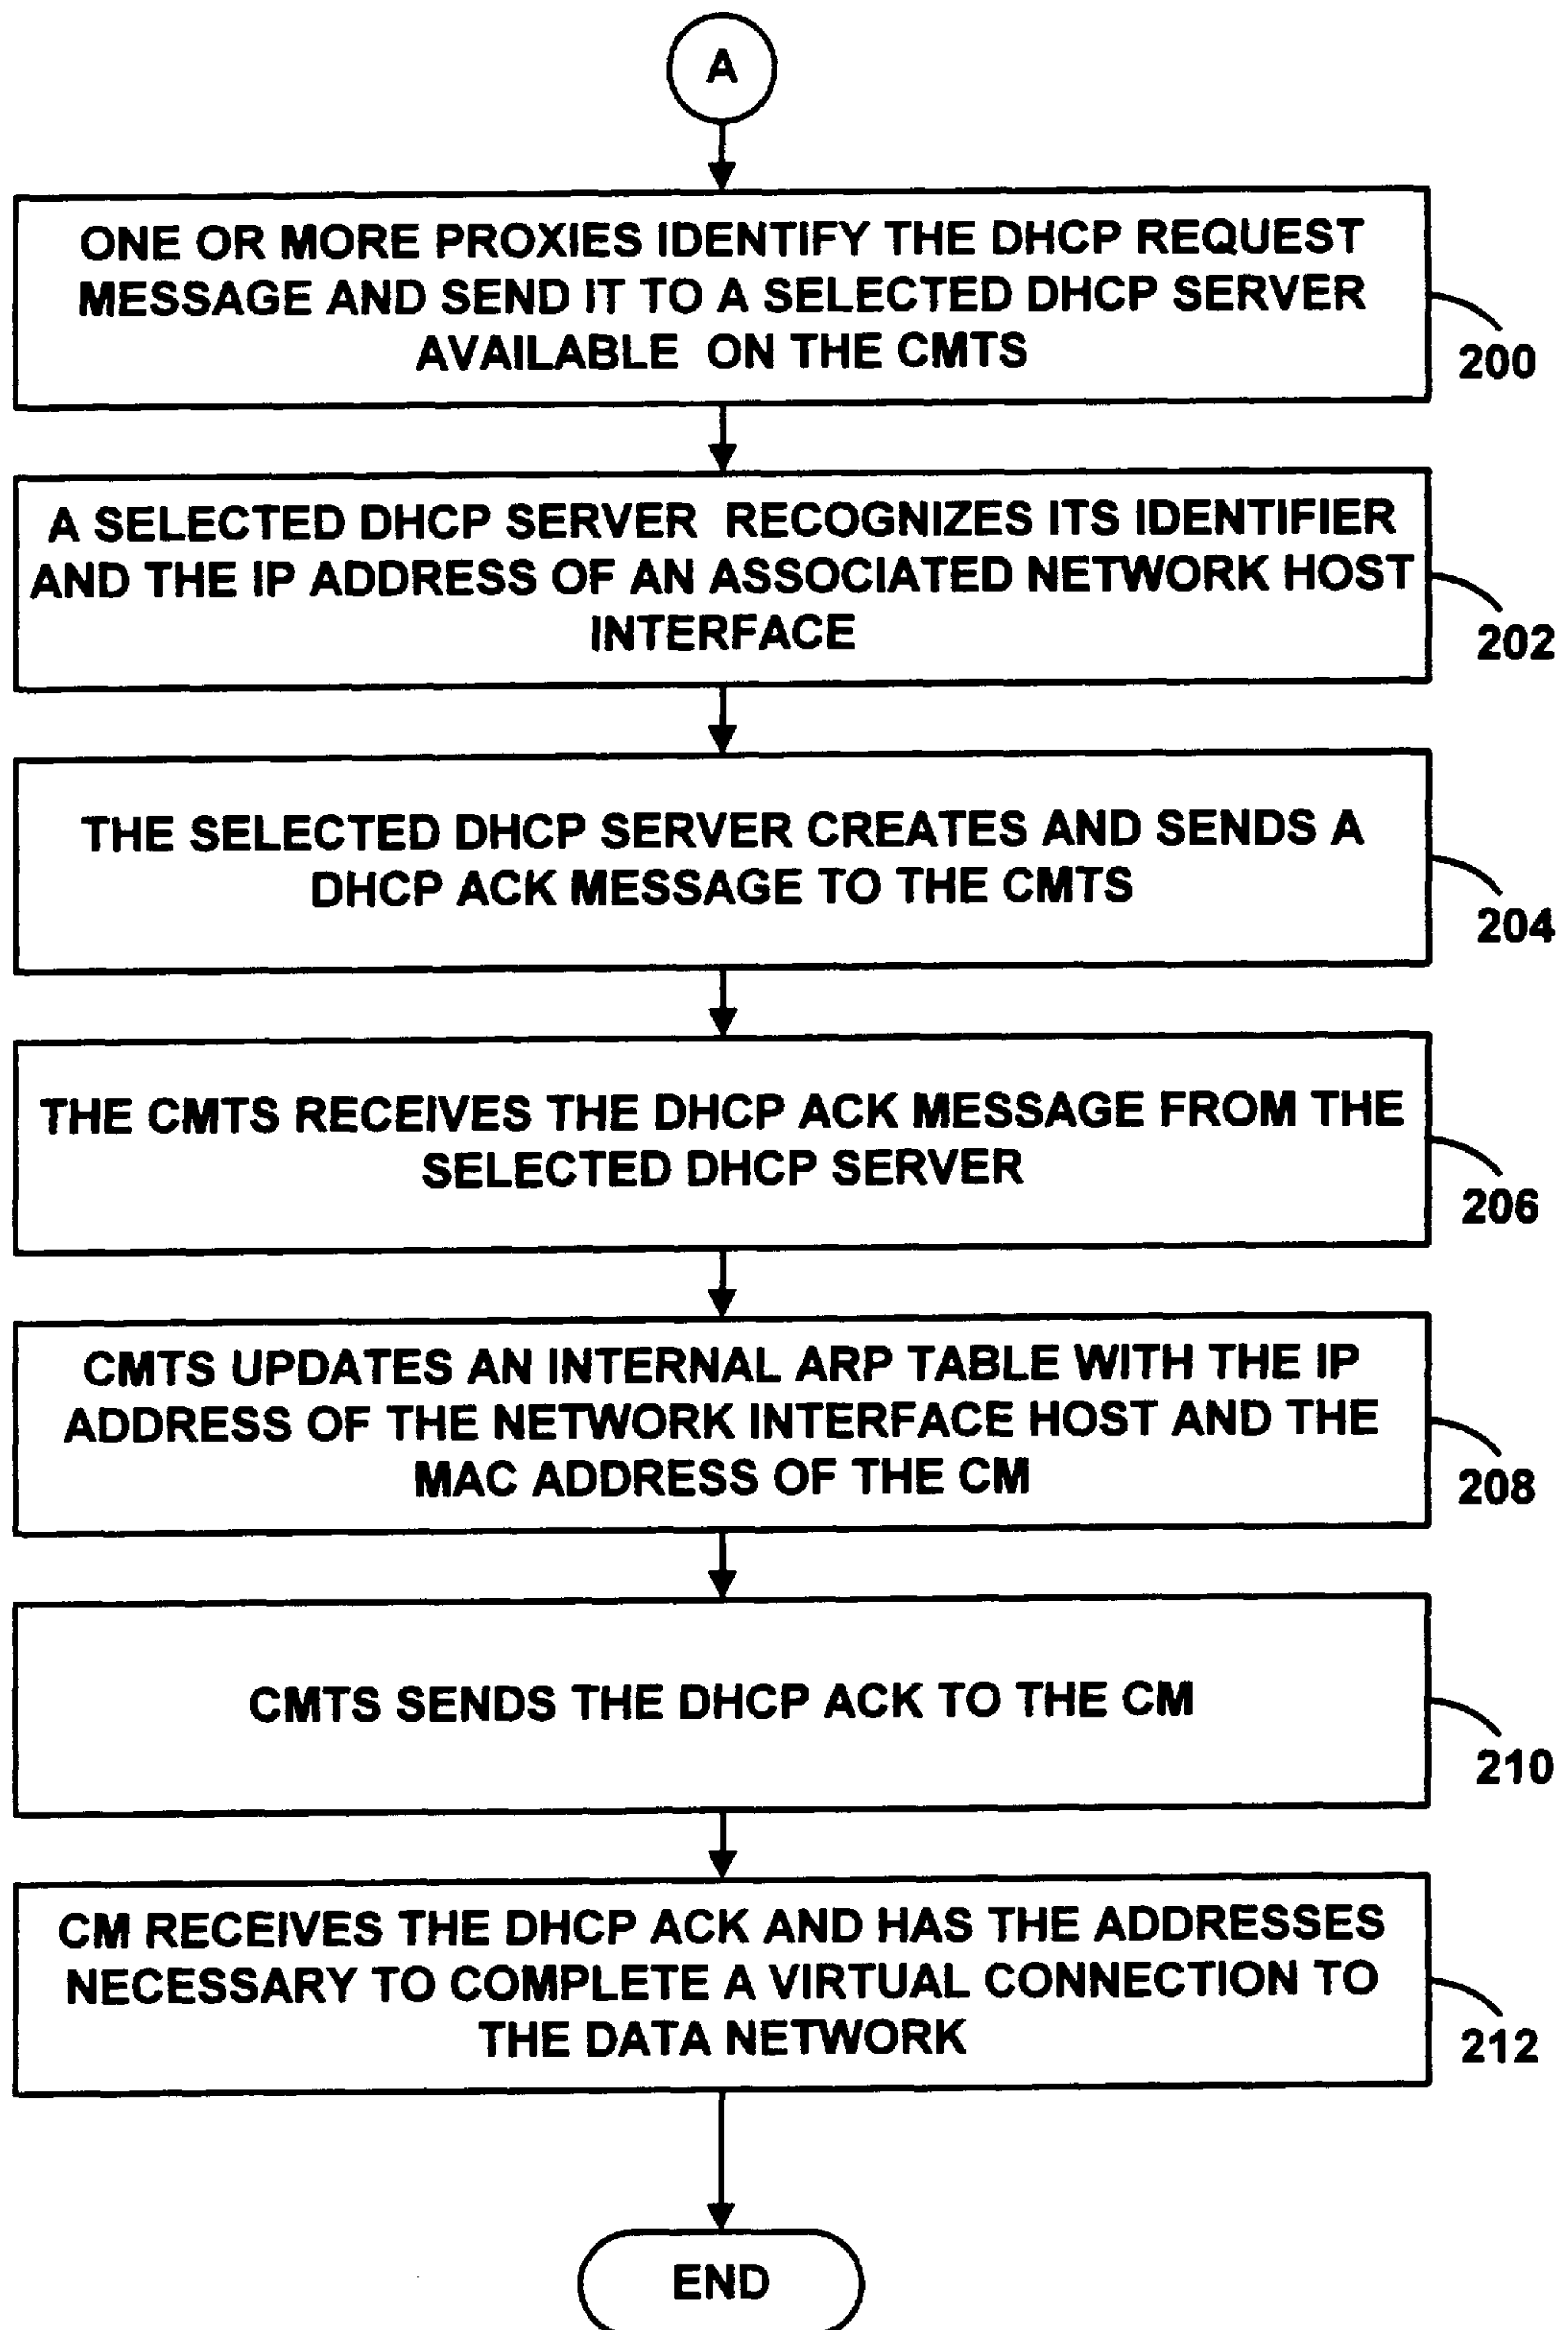 A
ONE OR MORE PROXIES IDENTIFY THE DHCP REQUEST
MESSAGE AND SEND IT TO A SELECTED DHCP SERVER
AVAILABLE ON THE CMTS
200
A SELECTED DHCP SERVER RECOGNIZES ITS IDENTIFIER
AND THE IP ADDRESS OF AN ASSOCIATED NETWORK HOST
INTERFACE
202
THE SELECTED DHCP SERVER CREATES AND SENDS A
DHCP ACK MESSAGE TO THE CMTS
204
THE CMTS RECEIVES THE DHCP ACK MESSAGE FROM THE
SELECTED DHCP SERVER
206
CMTS UPDATES AN INTERNAL ARP TABLE WITH THE IP
ADDRESS OF THE NETWORK INTERFACE HOST AND THE
MAC ADDRESS OF THE CM
208
CMTS SENDS THE DHCP ACK TO THE CM
210
CM RECEIVES THE DHCP ACK AND HAS THE ADDRESSES
NECESSARY TO COMPLETE A VIRTUAL CONNECTION TO
THE DATA NETWORK
212
END